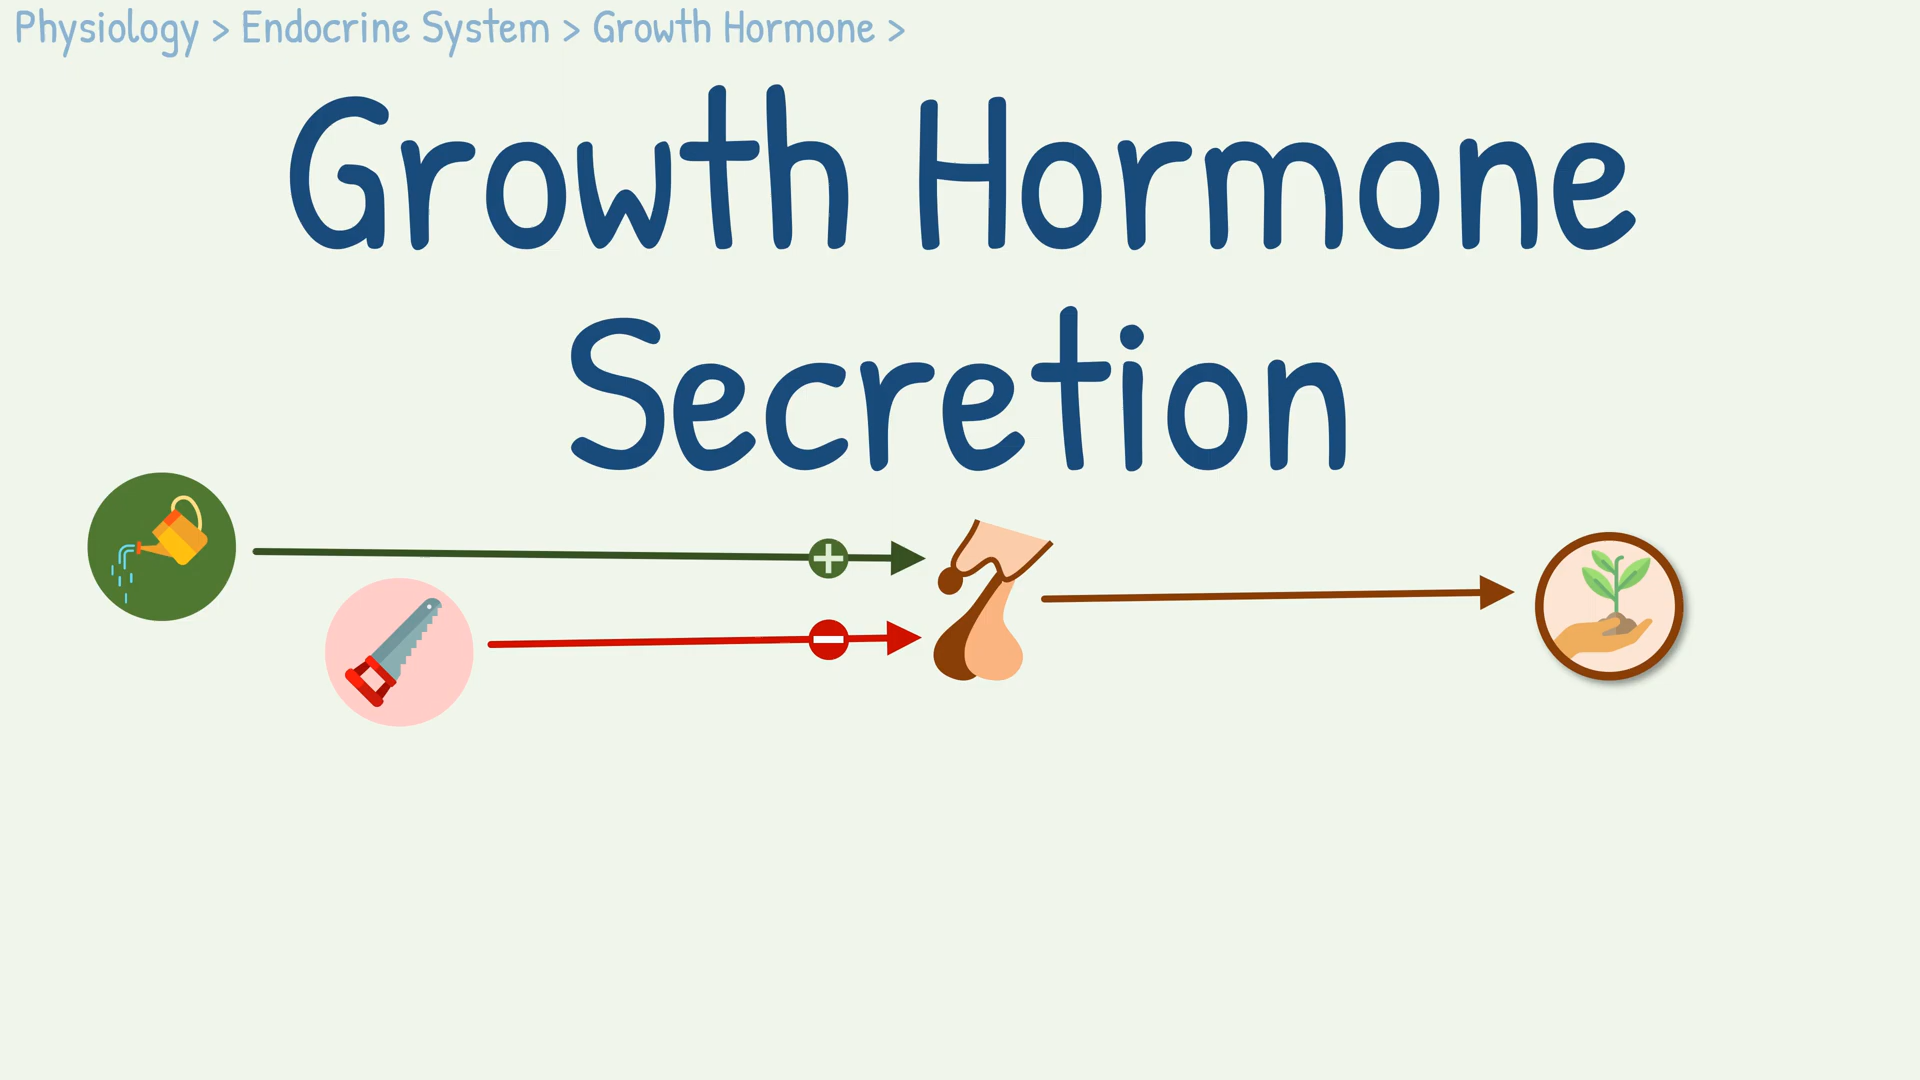 Physiology > Endocrine System > Growth Hormone >
Growth Hormone
Secretion